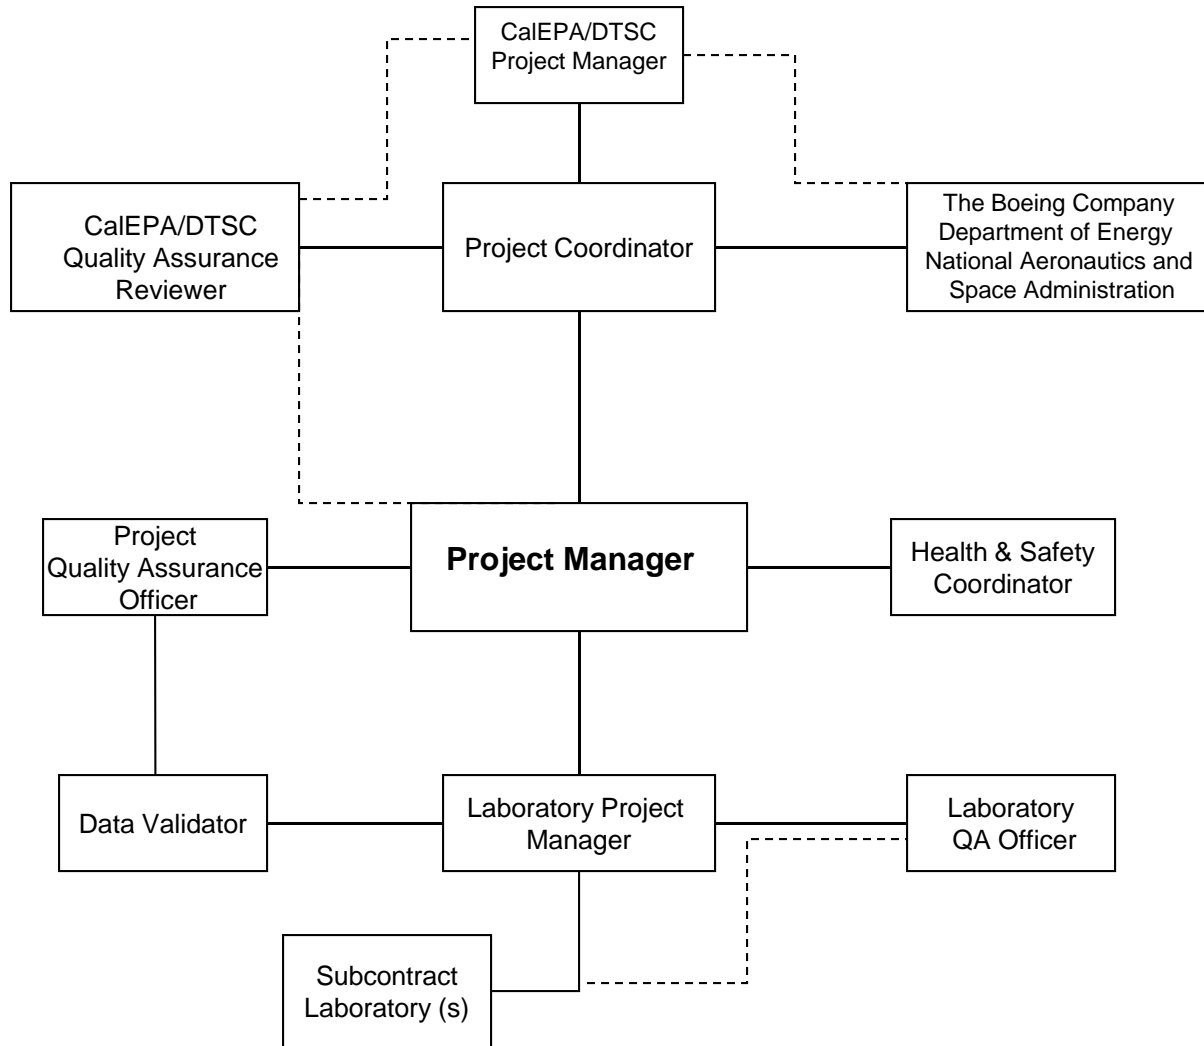 CalEPA/DTSC
Project Manager
CalEPA/DTSC
Quality Assurance
Reviewer
Project Coordinator
The Boeing Company
Department of Energy
National Aeronautics and
Space Administration
Project
Quality Assurance
Officer
Project Manager
Health & Safety
Coordinator
Data Validator
Laboratory Project
Manager
Laboratory
QA Officer
Subcontract
Laboratory (s)